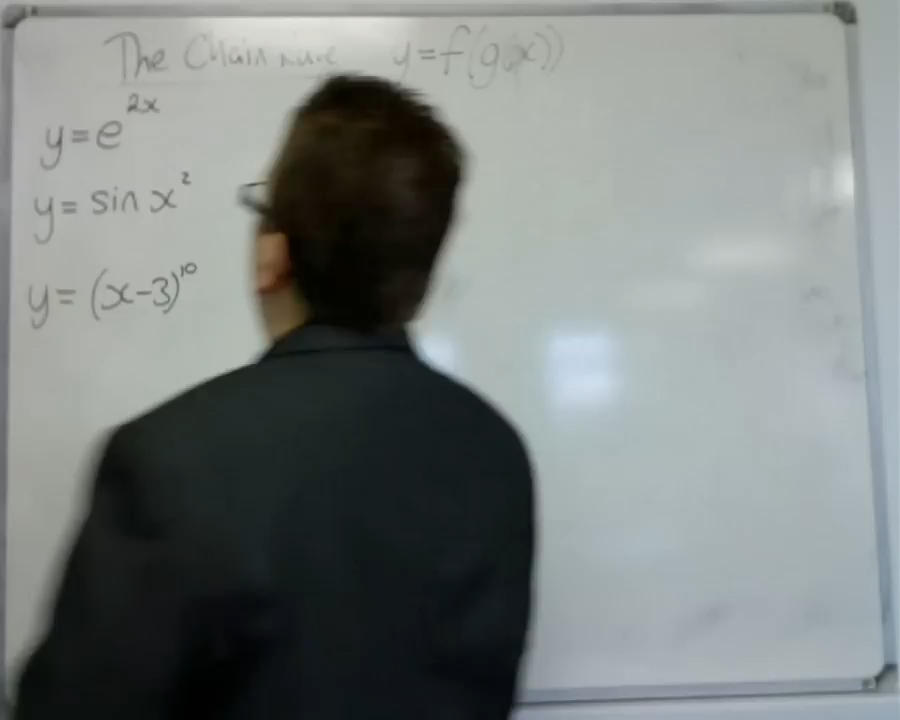 The Chain rule y=f(g(x))
y=e^{2x}
y= sin x²
y= (x-3)^{10}